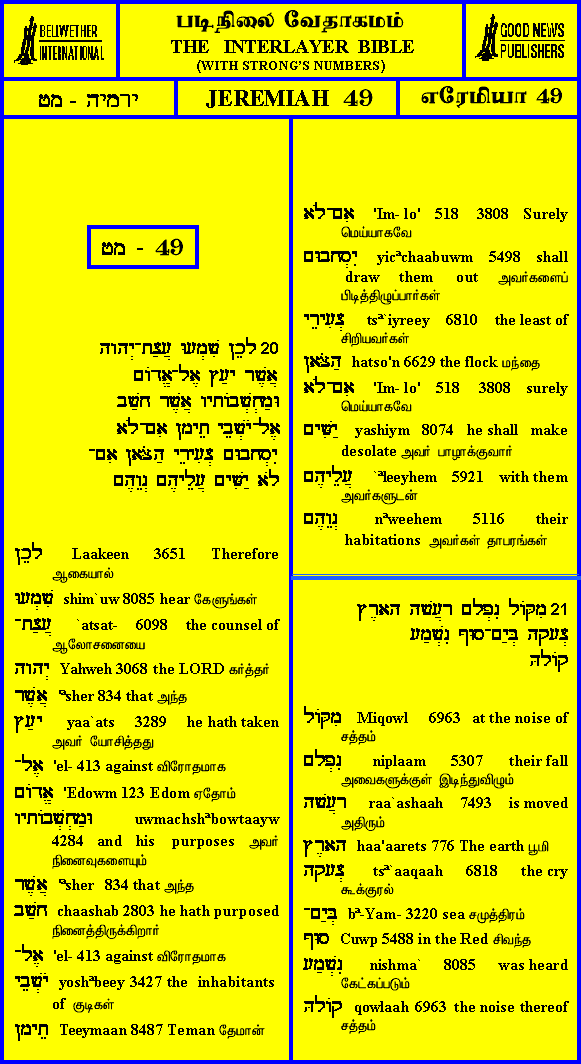 BELLWETHER
INTERNATIONAL
படிநிலை வேதாகமம்
THE INTERLAYER BIBLE
(WITH STRONG'S NUMBERS)
GOOD NEWS
PUBLISHERS
ירמיה - מט
JEREMIAH 49
எரேமியா 49
49 - מט
20 לָכֵן שִׁמְעוּ עֲצַת־יְהוָה
אֲשֶׁר יָעַץ אֶל־אֱדוֹם
וּמַחְשְׁבוֹתָיו אֲשֶׁר חָשַׁב
אֶל־יֹשְׁבֵי תֵימָן אִם־לֹא
יִסְחָבוּם צְעִירֵי הַצֹּאן אִם־
לֹא יַשִּׁים עֲלֵיהֶם נְוֵהֶם
לָכֵן Laakeen 3651 Therefore
ஆகையால்
שִׁמְעוּ shim`uw 8085 hear கேளுங்கள்
עֲצַת־ `atsat- 6098 the counsel of
ஆலோசனையை
יְהוָה Yahweh 3068 the LORD கர்த்தர்
אֲשֶׁר ªsher 834 that அந்த
יָעַץ yaa`ats 3289 he hath taken
அவர் யோசித்தது
אֶל־ 'el- 413 against விரோதமாக
אֱדוֹם 'Edowm 123 Edom ஏதோம்
וּמַחְשְׁבוֹתָיו uwmachshªbowtaayw
4284 and his purposes அவர்
நினைவுகளையும்
אֲשֶׁר ªsher 834 that அந்த
חָשַׁב chaashab 2803 he hath purposed
நினைத்திருக்கிறார்
אֶל־ 'el- 413 against விரோதமாக
יֹשְׁבֵי yoshªbeey 3427 the inhabitants
of குடிகள்
תֵימָן Teeymaan 8487 Teman தேமான்
אִם־לֹא 'Im- lo' 518 3808 Surely
மெய்யாகவே
יִסְחָבוּם yicªchaabuwm 5498 shall
draw them out அவர்களைப்
பிடித்திழுப்பார்கள்
צְעִירֵי tsª`iyreey 6810 the least of
சிறியவர்கள்
הַצֹּאן hatso'n 6629 the flock மந்தை
אִם־לֹא 'Im- lo' 518 3808 surely
மெய்யாகவே
יַשִּׁים yashiym 8074 he shall make
desolate அவர் பாழாக்குவார்
עֲלֵיהֶם `ªleeyhem 5921 with them
அவர்களுடன்
נְוֵהֶם nªweehem 5116 their
habitations அவர்கள் தாபரங்கள்
21 מִקּוֹל נִפְלָם רָעֲשָׁה הָאָרֶץ
צְעָקָה בְּיַם־סוּף נִשְׁמַע
קוֹלָהּ
מִקּוֹל Miqowl 6963 at the noise of
சத்தம்
נִפְלָם niplaam 5307 their fall
அவைகளுக்குள் இடிந்துவிழும்
רָעֲשָׁה raa`ashaah 7493 is moved
அதிரும்
הָאָרֶץ haa'aarets 776 The earth பூமி
צְעָקָה tsª`aaqaah 6818 the cry
கூக்குரல்
בְּיַם־ bª-Yam- 3220 sea சமுத்திரம்
סוּף Cuwp 5488 in the Red சிவந்த
נִשְׁמַע nishma` 8085 was heard
கேட்கப்படும்
קוֹלָהּ qowlaah 6963 the noise thereof
சத்தம்